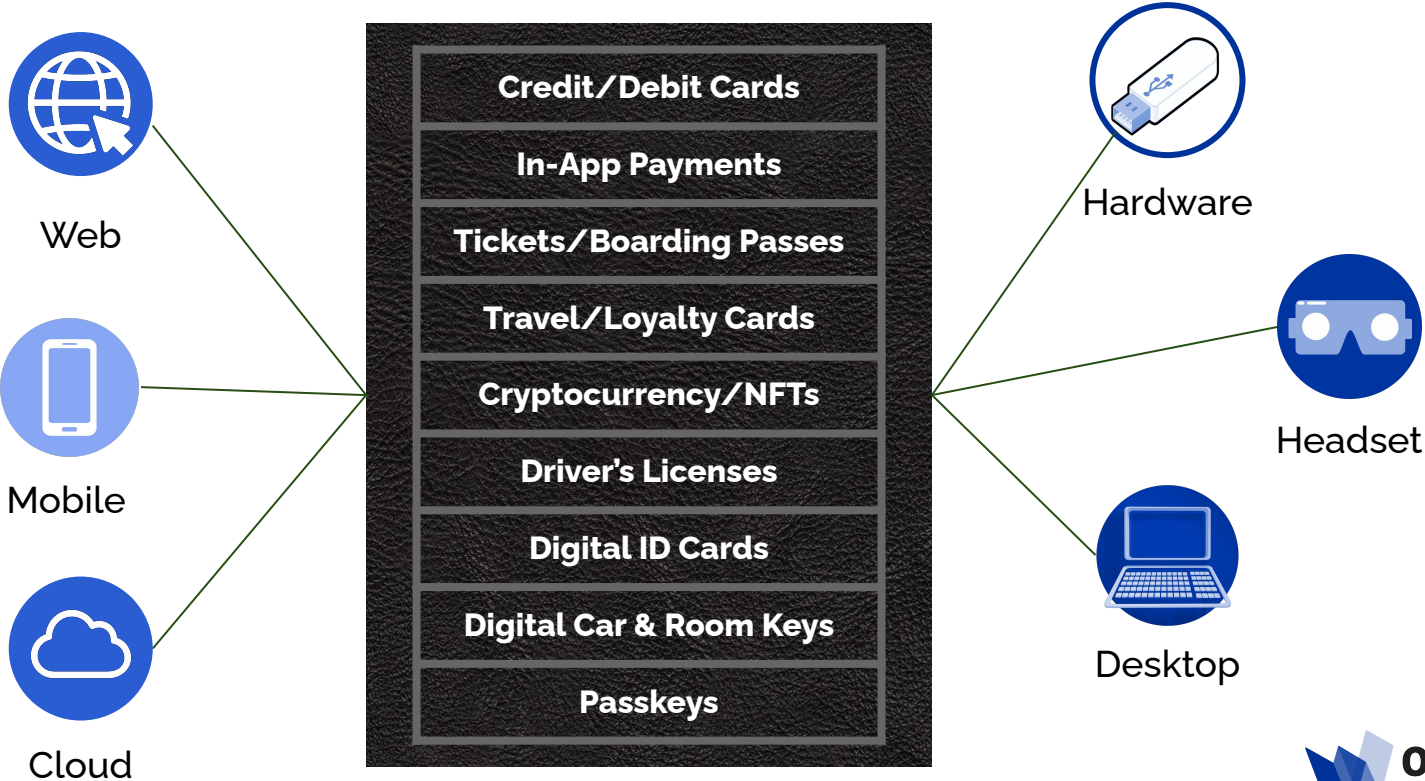 Web
Mobile
Cloud
Credit/Debit Cards
In-App Payments
Tickets/Boarding Passes
Travel/Loyalty Cards
Cryptocurrency/NFTs
Driver’s Licenses
Digital ID Cards
Digital Car & Room Keys
Passkeys
Hardware
Headset
Desktop